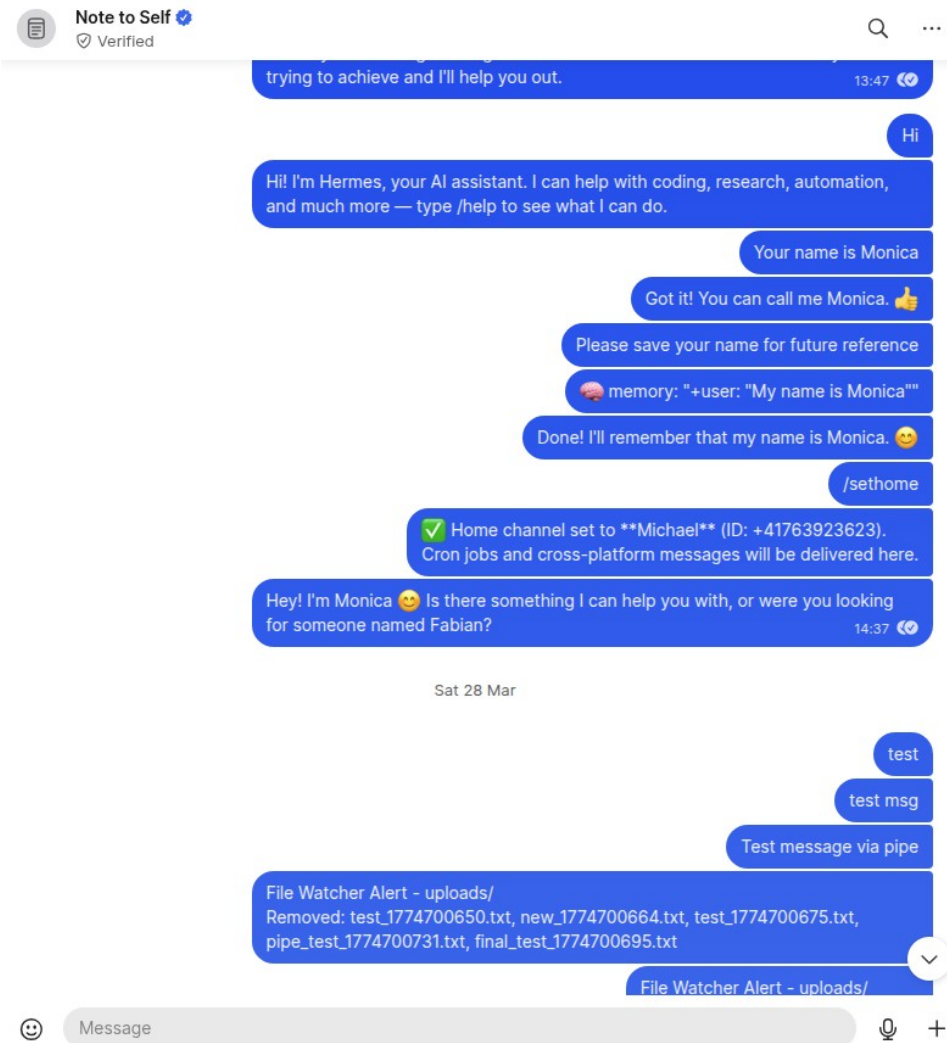 Note to Self
Verified
trying to achieve and I'll help you out.
13:47
Hi
Hi! I'm Hermes, your AI assistant. I can help with coding, research, automation,
and much more — type /help to see what I can do.
Your name is Monica
Got it! You can call me Monica. 👍
Please save your name for future reference
🧠 memory: "+user: "My name is Monica""
Done! I'll remember that my name is Monica. 😊
/sethome
✅ Home channel set to **Michael** (ID: +41763923623).
Cron jobs and cross-platform messages will be delivered here.
Hey! I'm Monica 😊 Is there something I can help you with, or were you looking
for someone named Fabian?
14:37
Sat 28 Mar
test
test msg
Test message via pipe
File Watcher Alert - uploads/
Removed: test_1774700650.txt, new_1774700664.txt, test_1774700675.txt,
pipe_test_1774700731.txt, final_test_1774700695.txt
File Watcher Alert - uploads/
Message